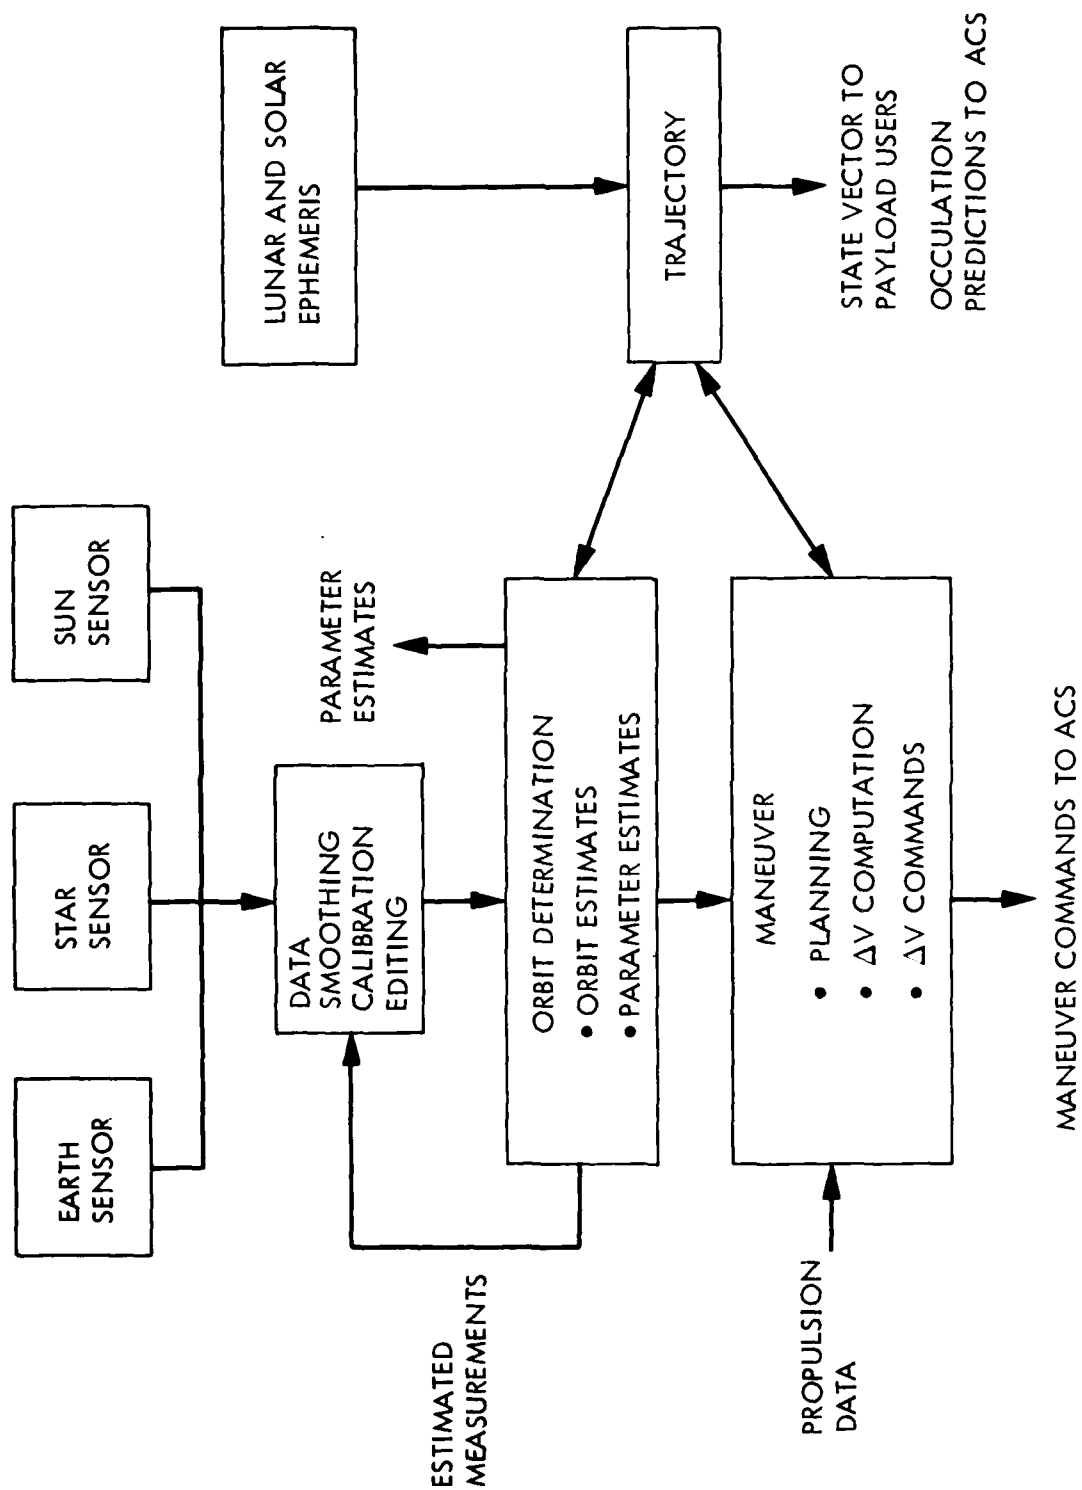 EARTH
SENSOR
STAR
SENSOR
SUN
SENSOR
LUNAR AND SOLAR
EPHEMERIS
DATA
SMOOTHING
CALIBRATION
EDITING
PARAMETER
ESTIMATES
ESTIMATED
MEASUREMENTS
ORBIT DETERMINATION
• ORBIT ESTIMATES
• PARAMETER ESTIMATES
TRAJECTORY
STATE VECTOR TO
PAYLOAD USERS
OCCULATION
PREDICTIONS TO ACS
PROPULSION
DATA
MANEUVER
• PLANNING
• ΔV COMPUTATION
• ΔV COMMANDS
MANEUVER COMMANDS TO ACS